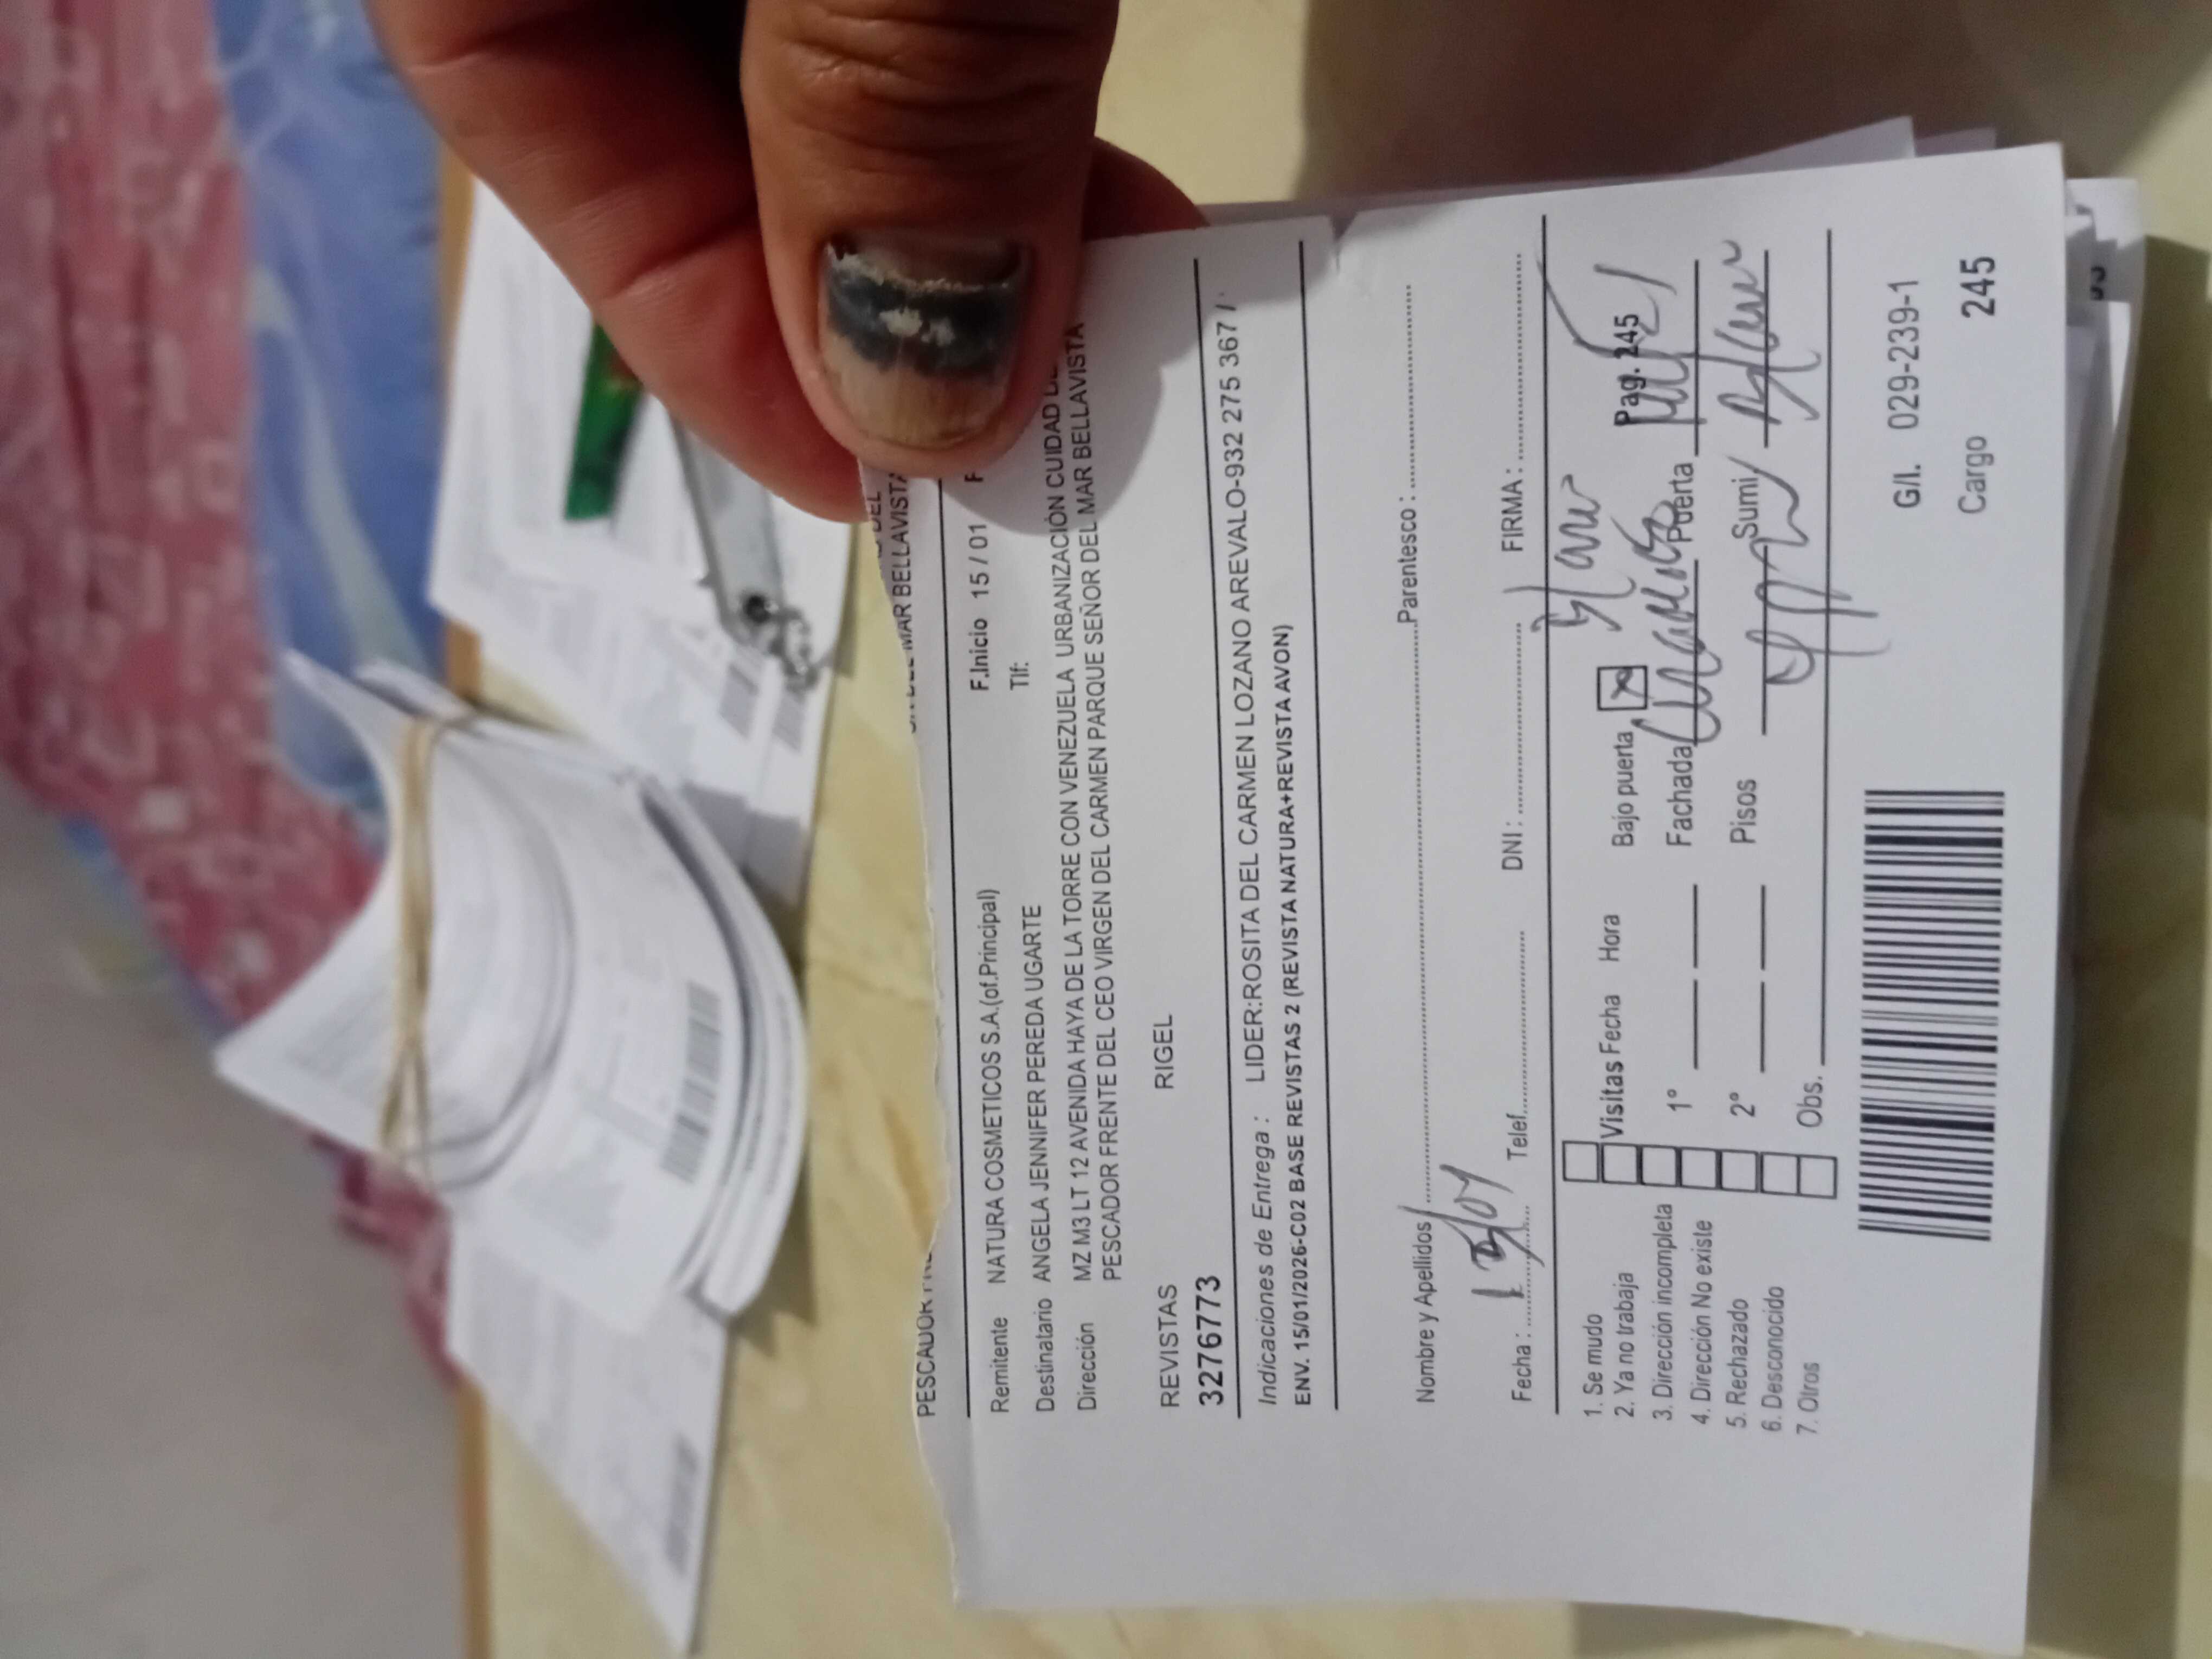 MAR BELLAVISTA
PESCADOR
Remitente NATURA COSMETICOS S.A.(of.Principal) F.Inicio 15 / 01 F
Destinatario ANGELA JENNIFER PEREDA UGARTE Tlf:
Dirección MZ M3 LT 12 AVENIDA HAYA DE LA TORRE CON VENEZUELA URBANIZACIÓN CUIDAD
PESCADOR FRENTE DEL CEO VIRGEN DEL CARMEN PARQUE SEÑOR DEL MAR BELLAVISTA
REVISTAS RIGEL
3276773
Indicaciones de Entrega : LIDER:ROSITA DEL CARMEN LOZANO AREVALO-932 275 367 /
ENV. 15/01/2026-C02 BASE REVISTAS 2 (REVISTA NATURA+REVISTA AVON)
Nombre y Apellidos Parentesco :
Fecha : Telef. DNI : FIRMA :
1. Se mudo
2. Ya no trabaja
3. Dirección incompleta
4. Dirección No existe
5. Rechazado
6. Desconocido
7. Otros
Visitas Fecha Hora Bajo puerta x Pag. 245
1º Fachada Puerta
2º Pisos Sumi
Obs.
G/I. 029-239-1
Cargo 245